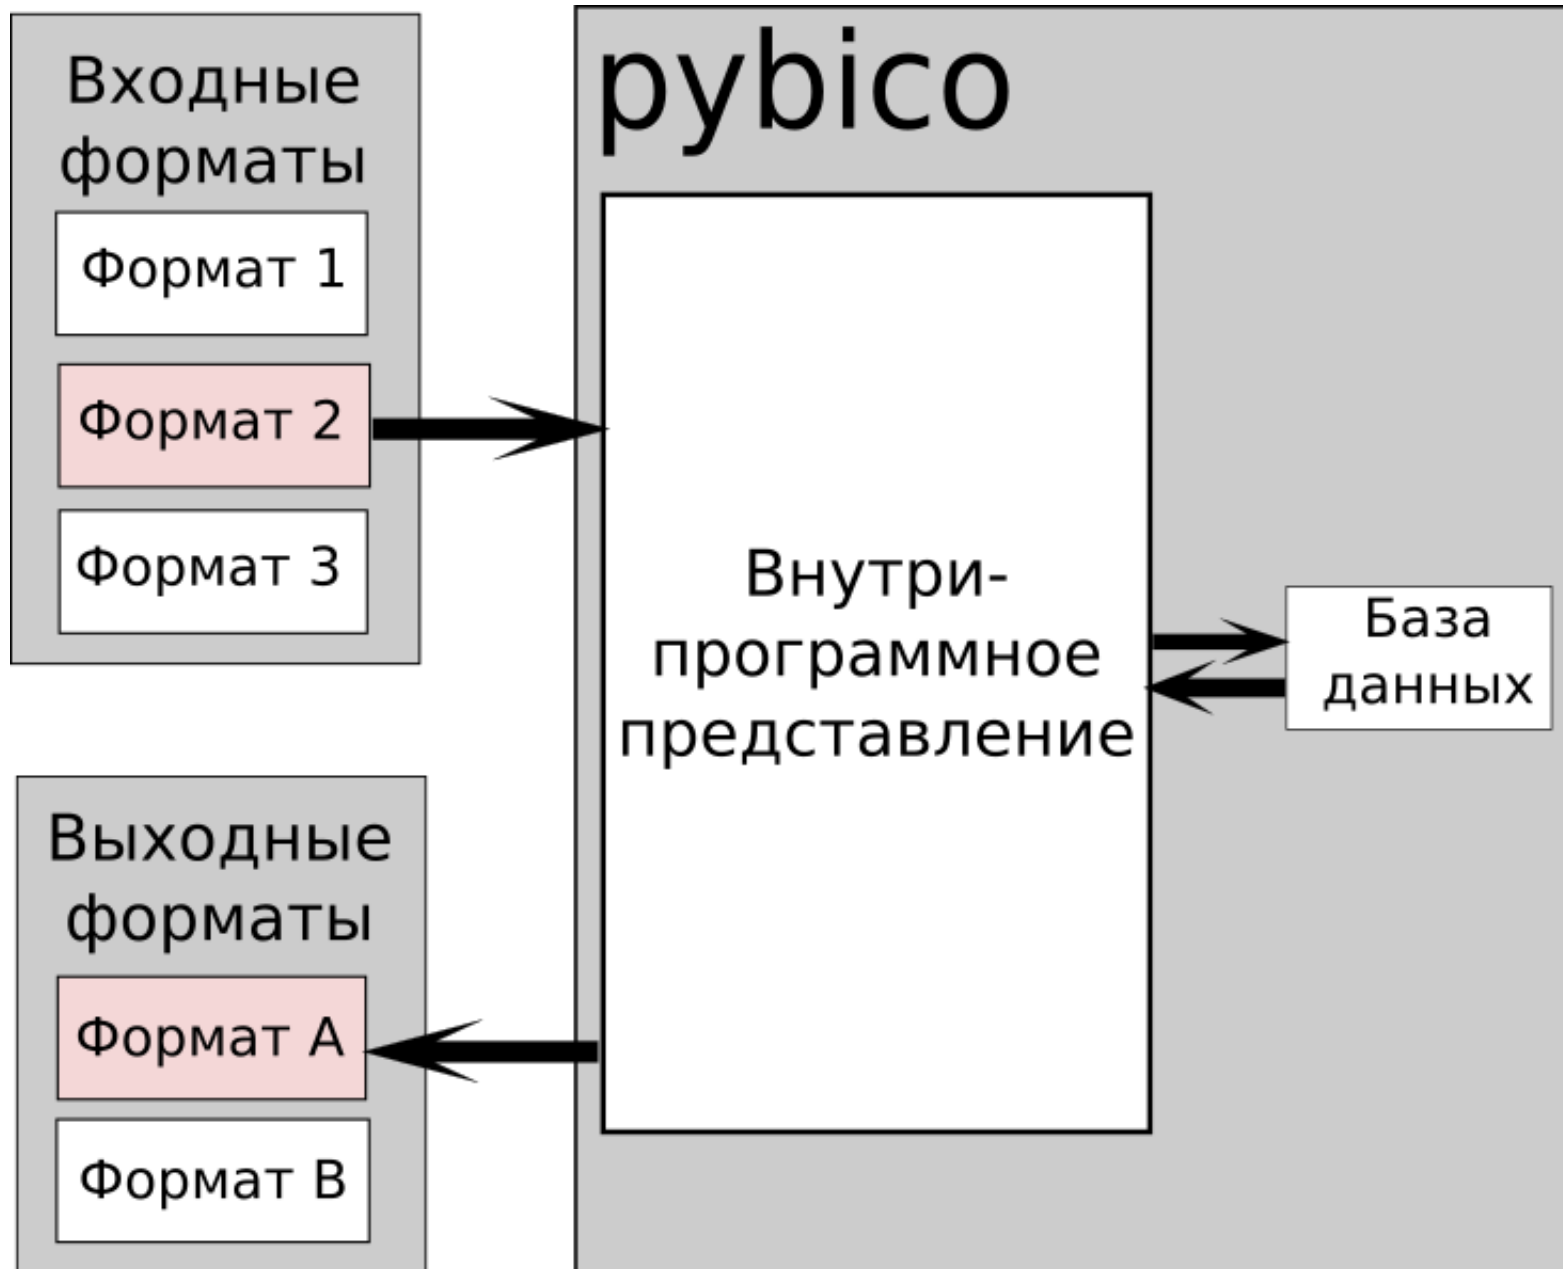 Входные
форматы
Формат 1
Формат 2
Формат 3
Выходные
форматы
Формат A
Формат B
pybico
Внутри-
программное
представление
База
данных